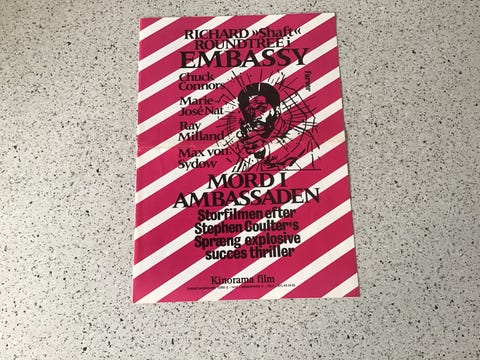 RICHARD »Shaft«
ROUNDTREE i
EMBASSY
Chuck
Connors
Marie-
José Nat
Ray
Milland
Max von
Sydow
Farver
MORD I
AMBASSADEN
Storfilmen efter
Stephen Coulter's
Spræng explosive
succes thriller
Kinorama film